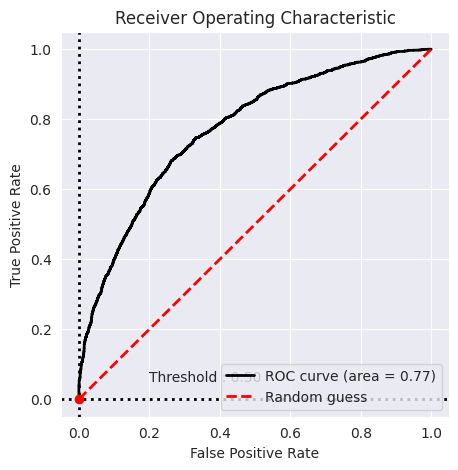 Receiver Operating Characteristic
True Positive Rate
1.0
0.8
0.6
0.4
0.2
0.0
Threshold : 0.50
ROC curve (area = 0.77)
Random guess
0.0 0.2 0.4 0.6 0.8 1.0
False Positive Rate